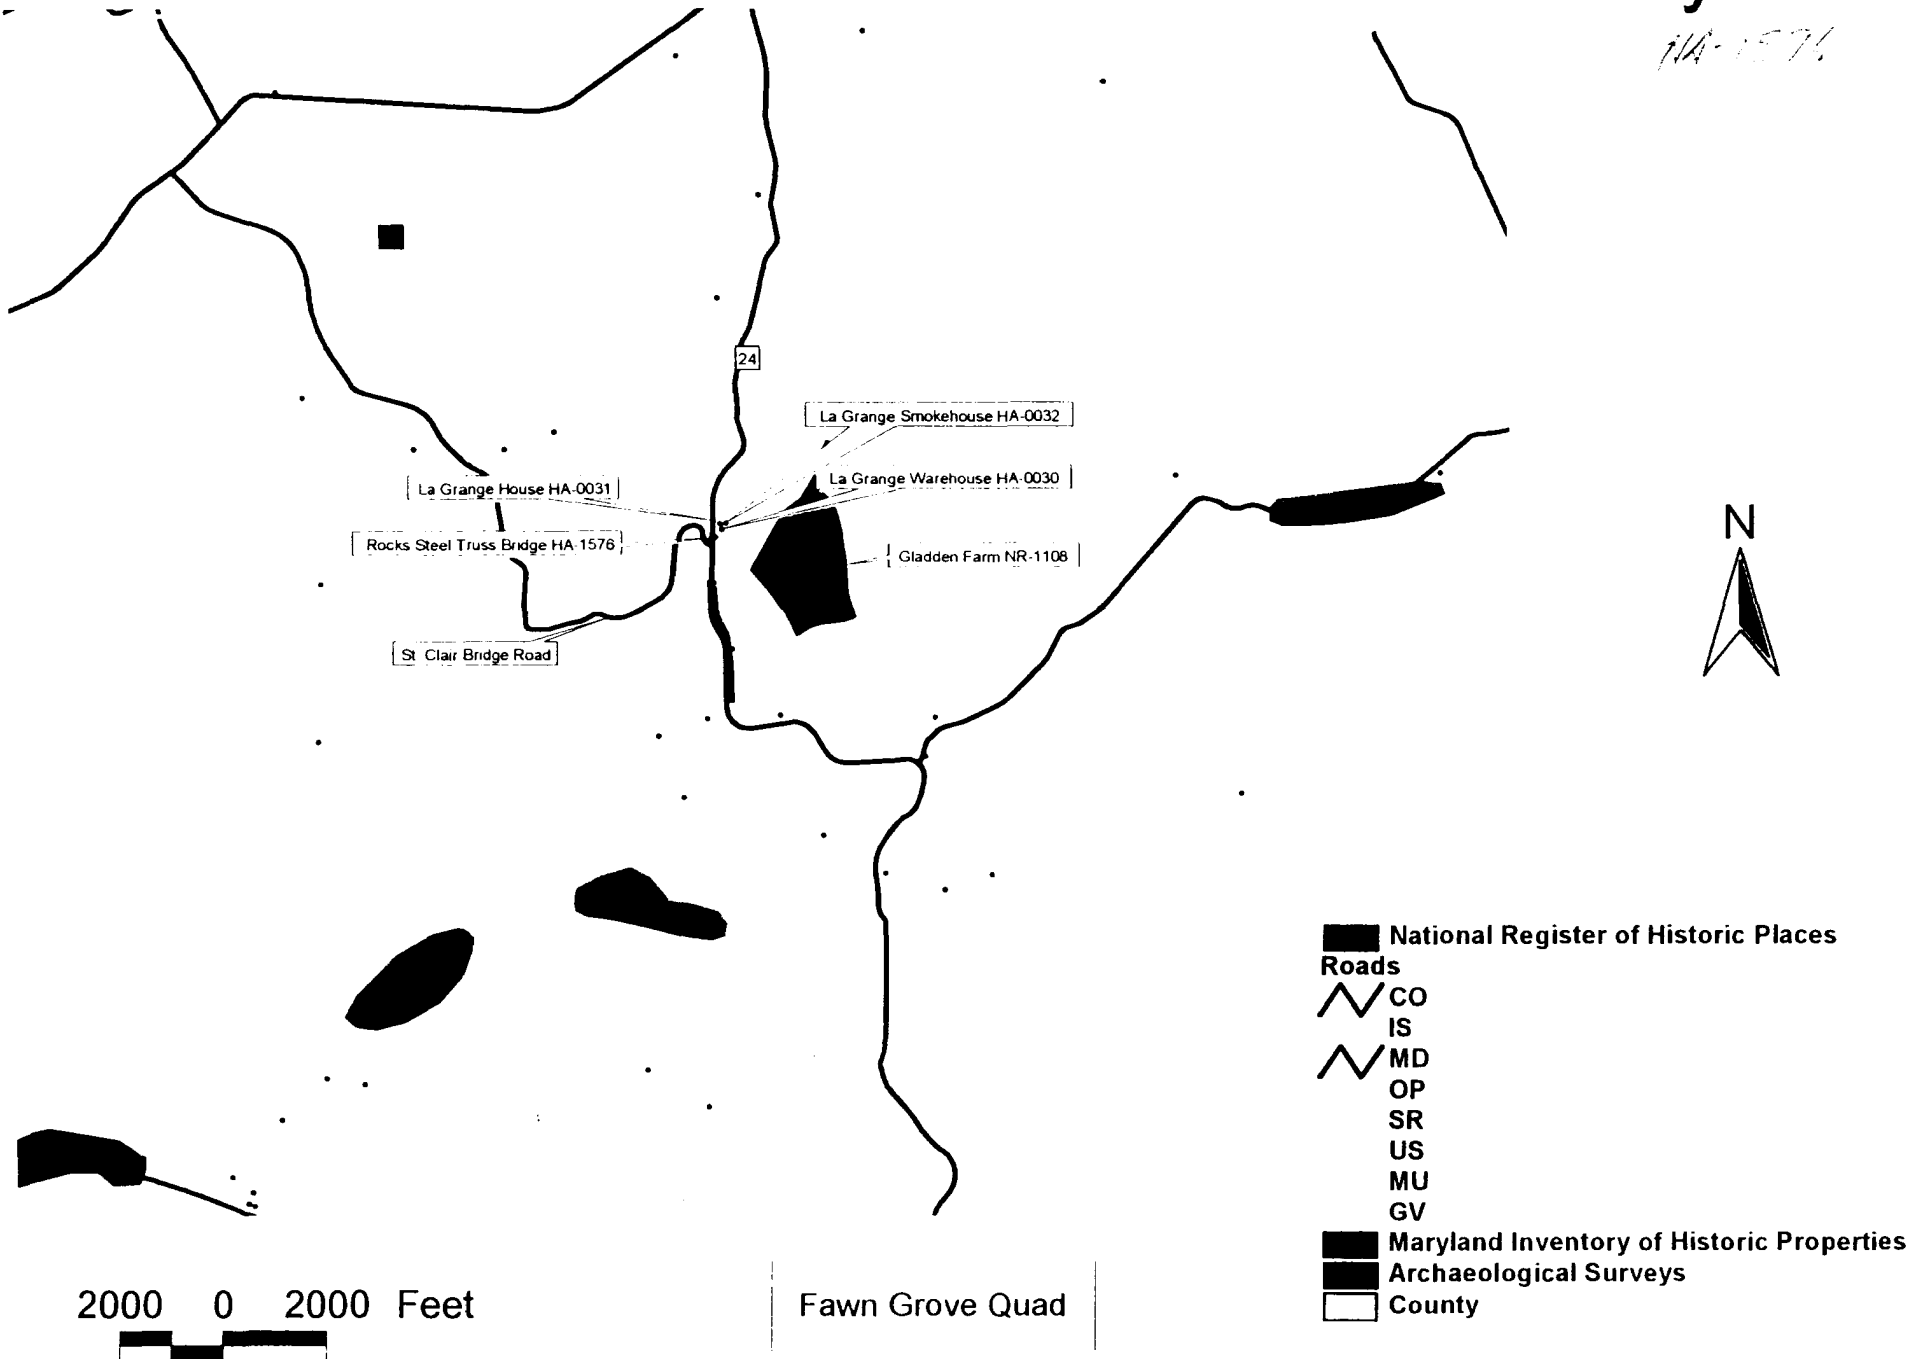 HA-1576
24
La Grange Smokehouse HA-0032
La Grange Warehouse HA-0030
La Grange House HA-0031
Rocks Steel Truss Bridge HA-1576
Gladden Farm NR-1108
St Clair Bridge Road
N
National Register of Historic Places
Roads
CO
IS
MD
OP
SR
US
MU
GV
Maryland Inventory of Historic Properties
Archaeological Surveys
County
2000 0 2000 Feet
Fawn Grove Quad